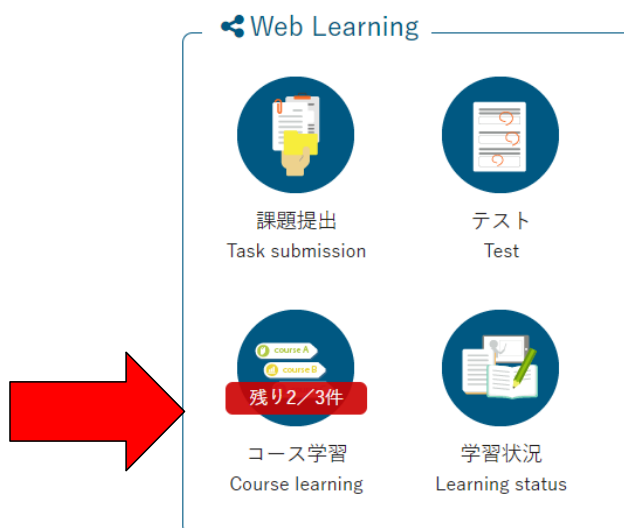 Web Learning
課題提出
Task submission
テスト
Test
course A
course B
残り2／3件
コース学習
Course learning
学習状況
Learning status